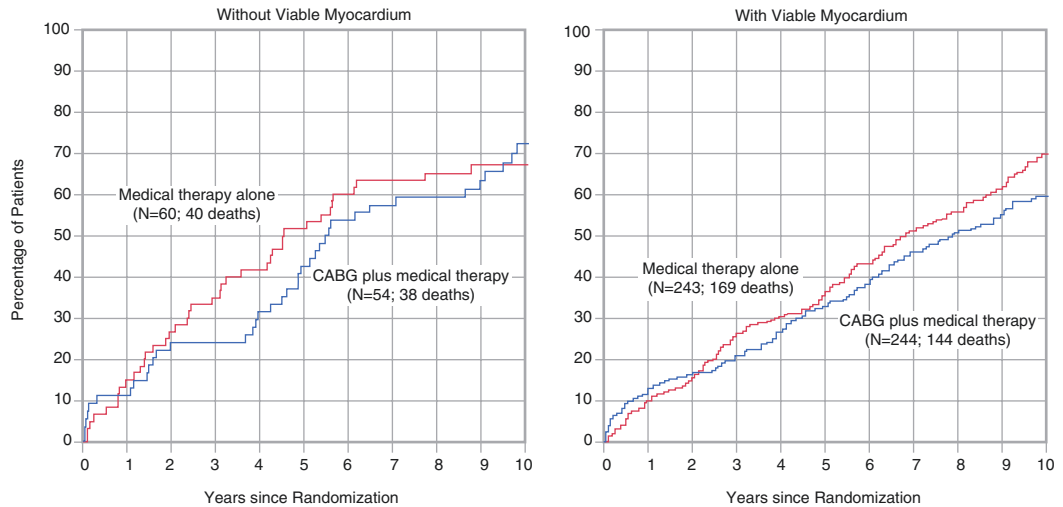 Without Viable Myocardium
100
90
80
70
60
50
40
30
20
10
0
Percentage of Patients
Medical therapy alone
(N=60; 40 deaths)
CABG plus medical therapy
(N=54; 38 deaths)
0 1 2 3 4 5 6 7 8 9 10
Years since Randomization
With Viable Myocardium
100
90
80
70
60
50
40
30
20
10
0
Medical therapy alone
(N=243; 169 deaths)
CABG plus medical therapy
(N=244; 144 deaths)
0 1 2 3 4 5 6 7 8 9 10
Years since Randomization